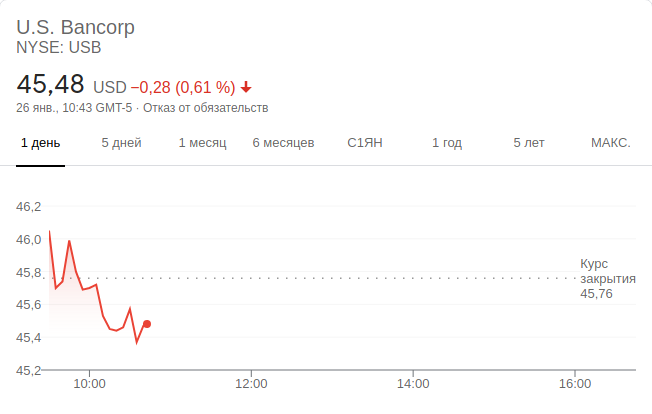 U.S. Bancorp
NYSE: USB
45,48 USD −0,28 (0,61 %)
26 янв., 10:43 GMT-5 · Отказ от обязательств
1 день 5 дней 1 месяц 6 месяцев С1ЯН 1 год 5 лет МАКС.
46,2
46,0
45,8
45,6
45,4
45,2
Курс
закрытия
45,76
10:00 12:00 14:00 16:00